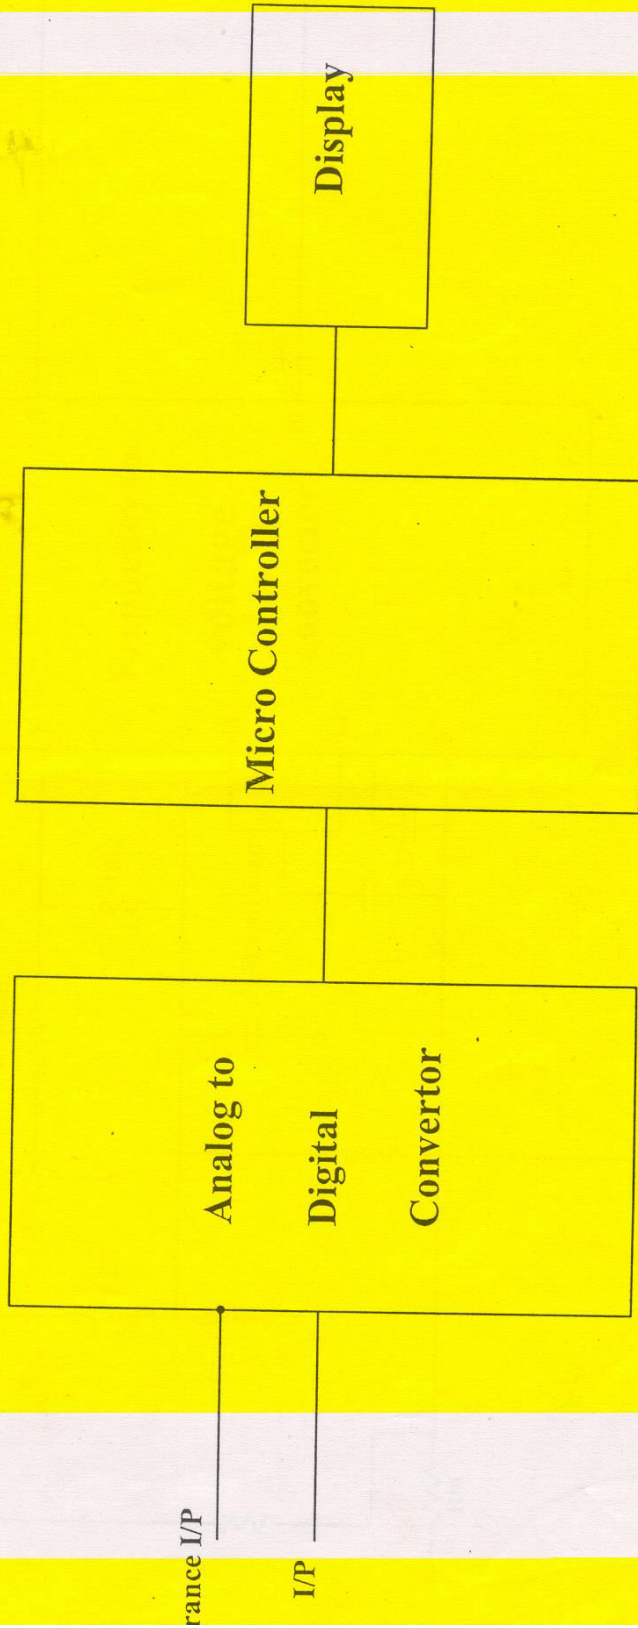 I/P
Analog to
Digital
Convertor
Micro Controller
Display